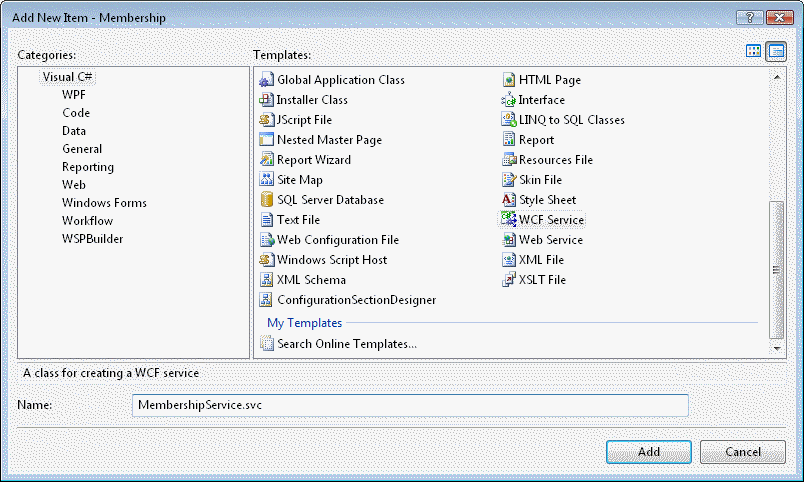 Add New Item - Membership
Categories:
Templates:
Visual C#
WPF
Code
Data
General
Reporting
Web
Windows Forms
Workflow
WSPBuilder
Global Application Class
HTML Page
Installer Class
Interface
JScript File
LINQ to SQL Classes
Nested Master Page
Report
Report Wizard
Resources File
Site Map
Skin File
SQL Server Database
Style Sheet
Text File
WCF Service
Web Configuration File
Web Service
Windows Script Host
XML File
XML Schema
XSLT File
ConfigurationSectionDesigner
My Templates
Search Online Templates...
A class for creating a WCF service
Name:
MembershipService.svc
Add
Cancel